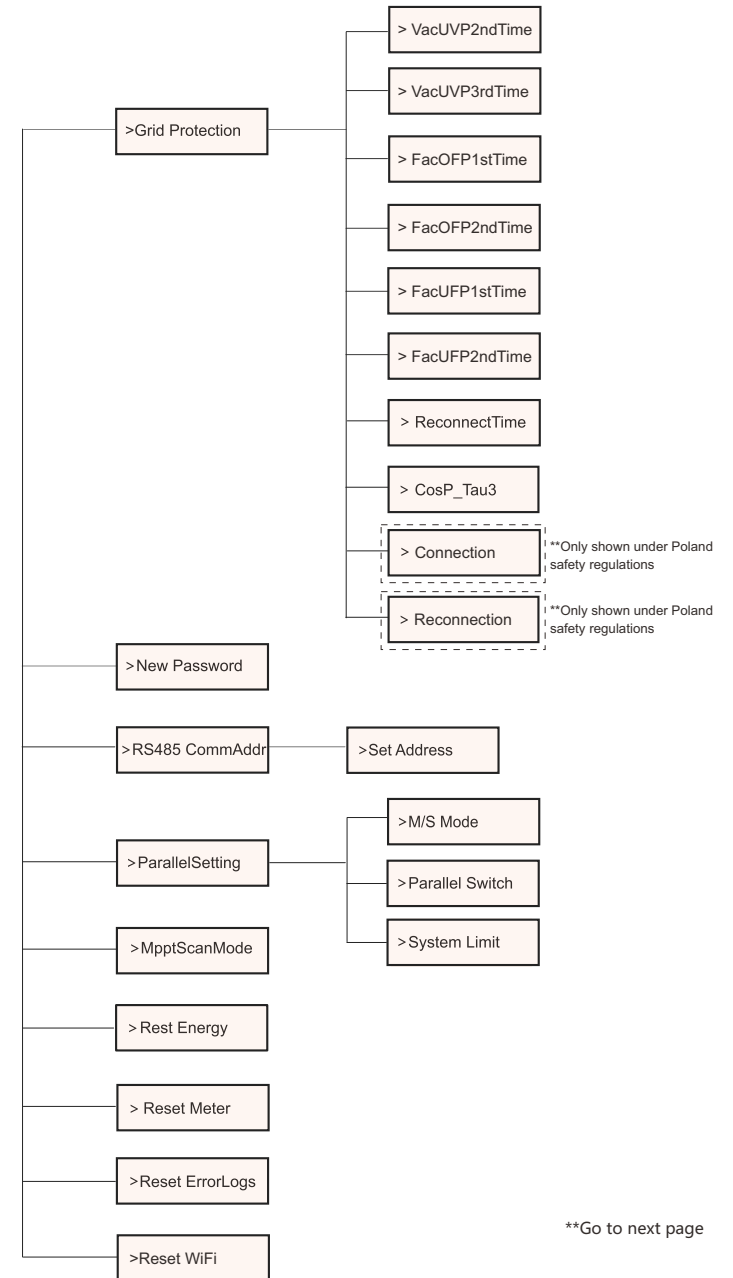 > VacUVP2ndTime
> VacUVP3rdTime
>Grid Protection
> FacOFP1stTime
> FacOFP2ndTime
> FacUFP1stTime
> FacUFP2ndTime
> ReconnectTime
> CosP_Tau3
> Connection
**Only shown under Poland
safety regulations
> Reconnection
**Only shown under Poland
safety regulations
>New Password
>RS485 CommAddr
>Set Address
>ParallelSetting
>M/S Mode
>Parallel Switch
>System Limit
>MpptScanMode
> Rest Energy
> Reset Meter
>Reset ErrorLogs
>Reset WiFi
**Go to next page